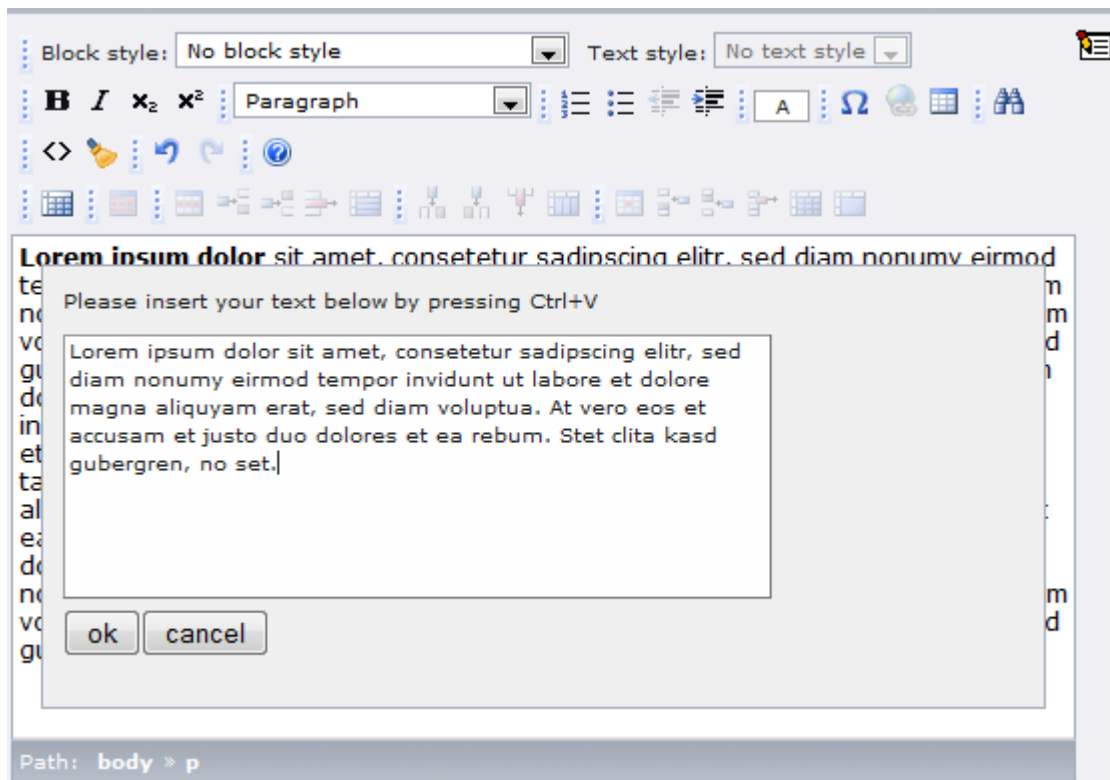 Block style: No block style Text style: No text style
B I x₂ x² Paragraph A Ω
<> ?
Lorem ipsum dolor sit amet, consetetur sadipscing elitr, sed diam nonumy eirmod
Please insert your text below by pressing Ctrl+V
Lorem ipsum dolor sit amet, consetetur sadipscing elitr, sed
diam nonumy eirmod tempor invidunt ut labore et dolore
magna aliquyam erat, sed diam voluptua. At vero eos et
accusam et justo duo dolores et ea rebum. Stet clita kasd
gubergren, no set.
ok cancel
Path: body » p